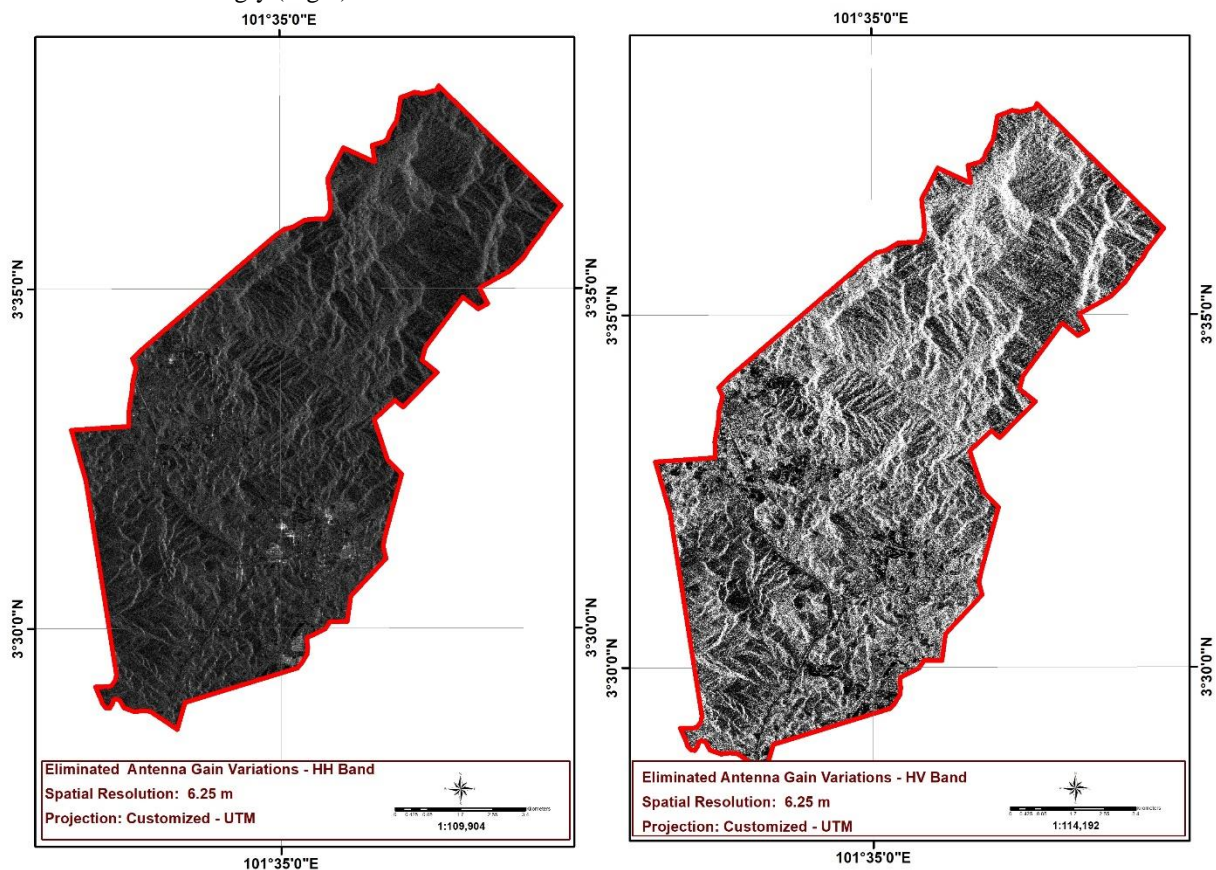 101°35'0"E
101°35'0"E
3°35'0"N
3°35'0"N
3°35'0"N
3°35'0"N
3°30'0"N
3°30'0"N
3°30'0"N
3°30'0"N
Eliminated Antenna Gain Variations - HH Band
Spatial Resolution: 6.25 m
Projection: Customized - UTM
Kilometers
1:109,904
Eliminated Antenna Gain Variations - HV Band
Spatial Resolution: 6.25 m
Projection: Customized - UTM
Kilometers
1:114,192
101°35'0"E
101°35'0"E